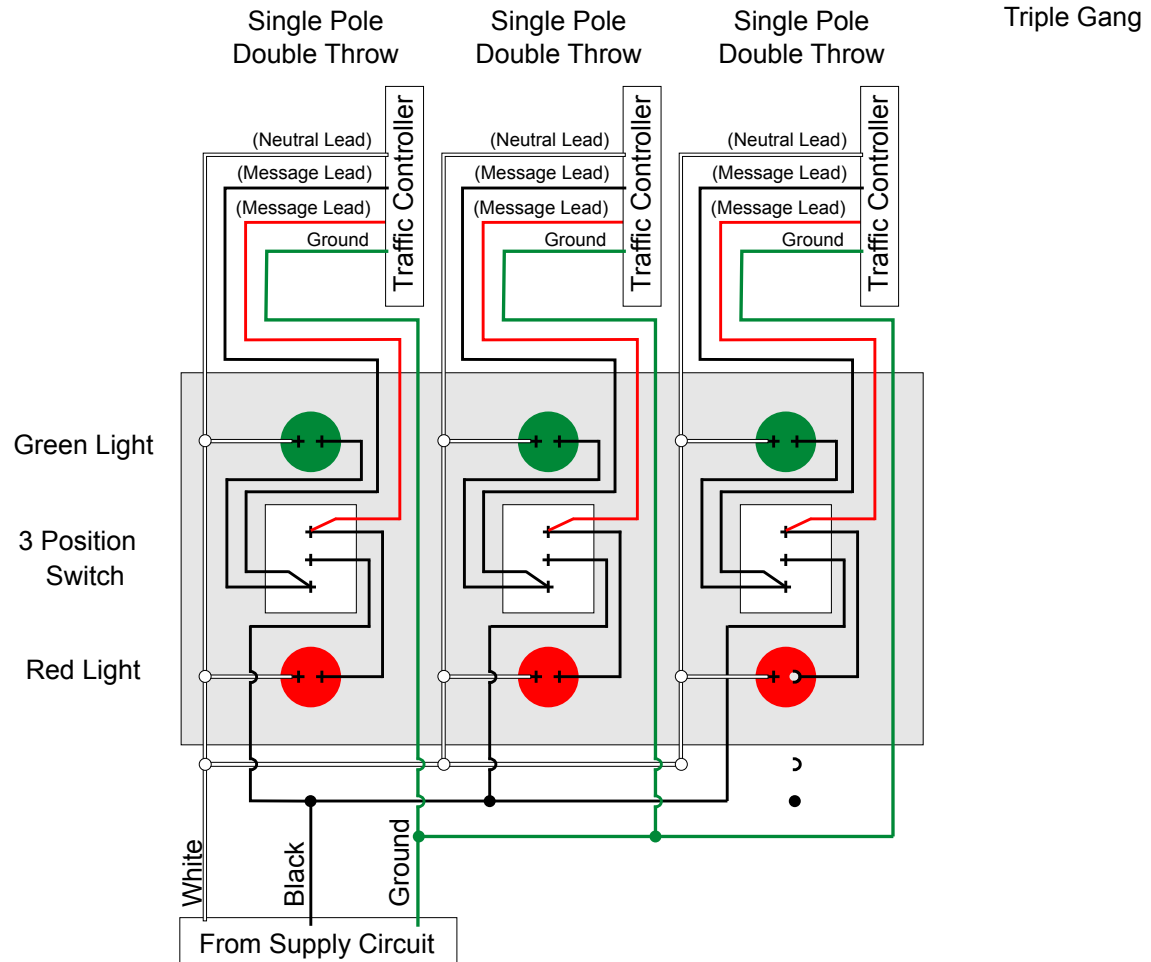 Single Pole
Double Throw
Single Pole
Double Throw
Single Pole
Double Throw
Triple Gang
(Neutral Lead)
(Message Lead)
(Message Lead)
Ground
Traffic Controller
(Neutral Lead)
(Message Lead)
(Message Lead)
Ground
Traffic Controller
(Neutral Lead)
(Message Lead)
(Message Lead)
Ground
Traffic Controller
Green Light
3 Position
Switch
Red Light
White
Black
Ground
From Supply Circuit